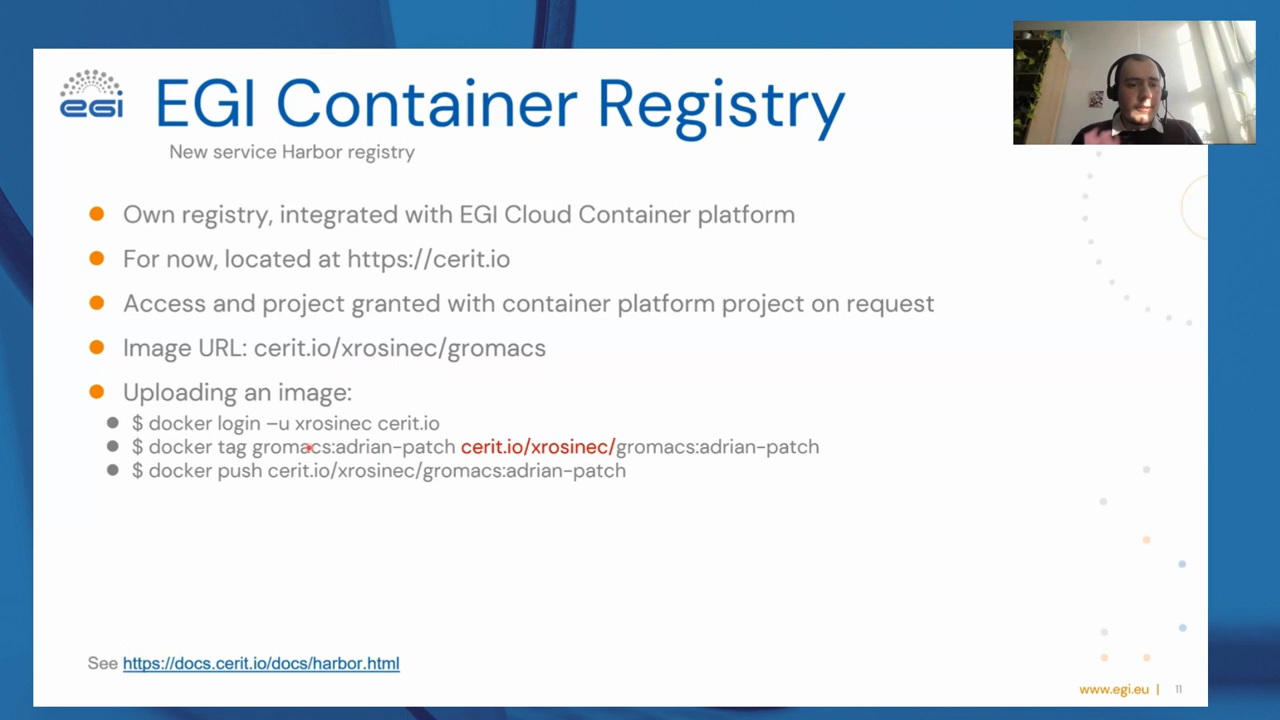 egi
EGI Container Registry
New service Harbor registry
Own registry, integrated with EGI Cloud Container platform
For now, located at https://cerit.io
Access and project granted with container platform project on request
Image URL: cerit.io/xrosinec/gromacs
Uploading an image:
$ docker login –u xrosinec cerit.io
$ docker tag gromacs:adrian-patch cerit.io/xrosinec/gromacs:adrian-patch
$ docker push cerit.io/xrosinec/gromacs:adrian-patch
See https://docs.cerit.io/docs/harbor.html
www.egi.eu | 11